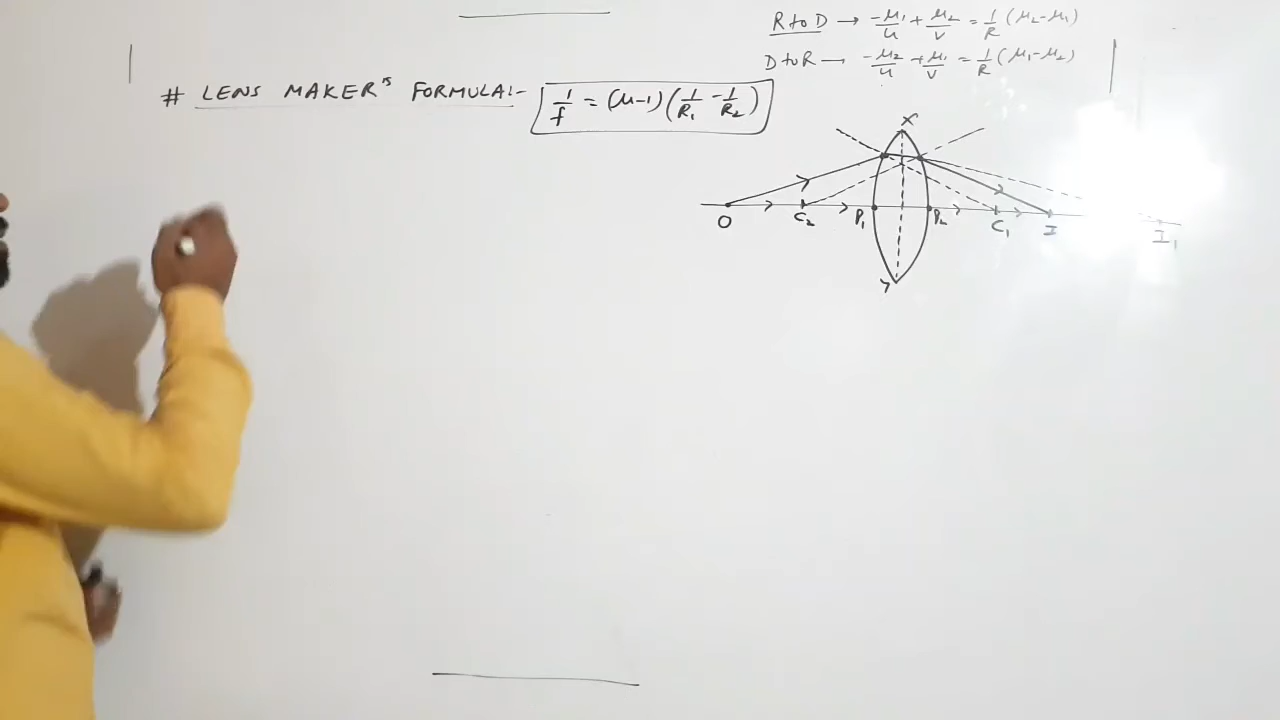 R to D → -μ₁/u + μ₂/v = 1/R (μ₂-μ₁)
D to R — -μ₂/u + μ₁/v = 1/R (μ₁-μ₂)
# LENS MAKER'S FORMULA:- 1/f = (μ-1)(1/R₁ - 1/R₂)
X
O C₂ P₁ P₂ C₁ I I₁